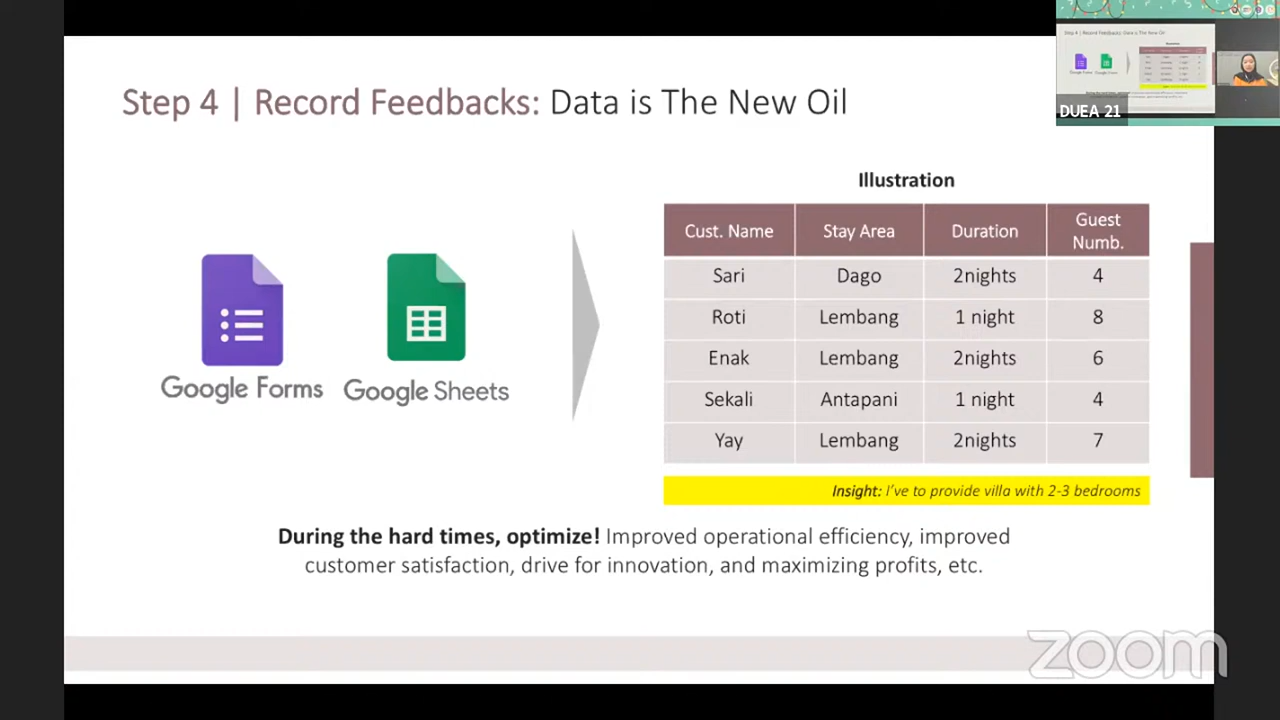 Step 4 | Record Feedbacks: Data is The New Oil
DUEA 21
Illustration
Cust. Name Stay Area Duration Guest Numb.
Sari Dago 2nights 4
Roti Lembang 1 night 8
Enak Lembang 2nights 6
Sekali Antapani 1 night 4
Yay Lembang 2nights 7
Insight: I've to provide villa with 2-3 bedrooms
Google Forms Google Sheets
During the hard times, optimize! Improved operational efficiency, improved
customer satisfaction, drive for innovation, and maximizing profits, etc.
zoom